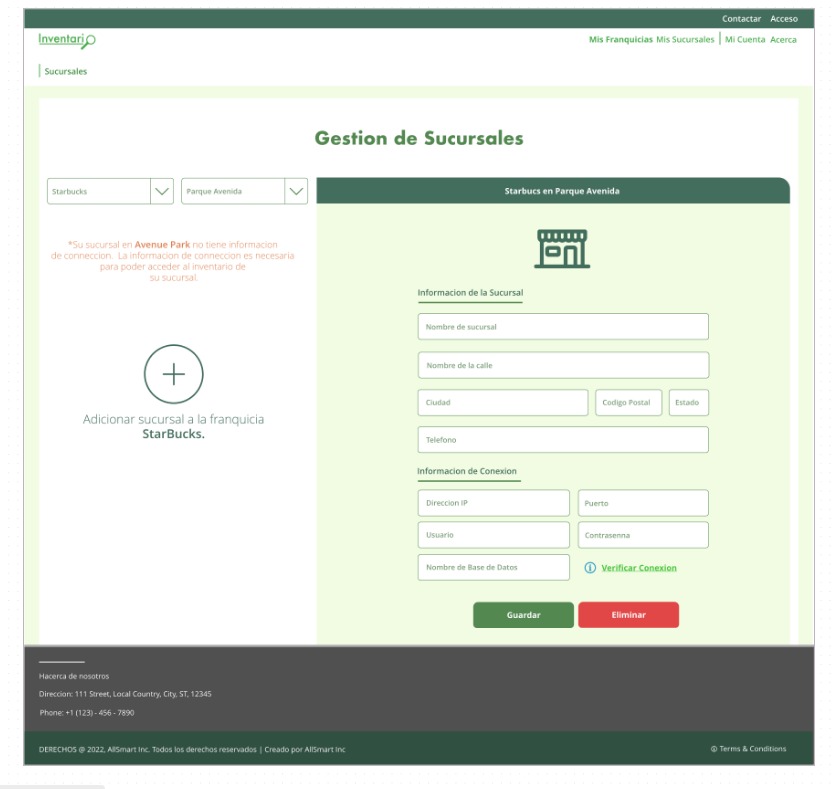 Contactar Acceso
Inventario
Mis Franquicias Mis Sucursales | Mi Cuenta Acerca
Sucursales
Gestion de Sucursales
Starbucks
Parque Avenida
Starbucs en Parque Avenida
*Su sucursal en Avenue Park no tiene informacion
de conneccion. La informacion de conneccion es necesaria
para poder acceder al inventario de
su sucursal.
Adicionar sucursal a la franquicia
StarBucks.
Informacion de la Sucursal
Nombre de sucursal
Nombre de la calle
Ciudad
Codigo Postal
Estado
Telefono
Informacion de Conexion
Direccion IP
Puerto
Usuario
Contrasenna
Nombre de Base de Datos
Verificar Conexion
Guardar
Eliminar
Hacerca de nosotros
Direccion: 111 Street, Local Country, City, ST, 12345
Phone: +1 (123) - 456 - 7890
DERECHOS @ 2022, AllSmart Inc. Todos los derechos reservados | Creado por AllSmart Inc
@ Terms & Conditions